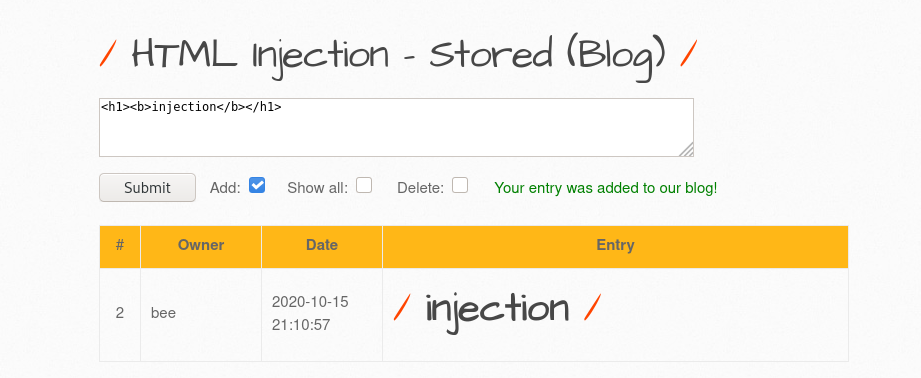 / HTML Injection - Stored (Blog) /
<h1><b>injection</b></h1>
Submit Add: Show all: Delete: Your entry was added to our blog!
# Owner Date Entry
2 bee 2020-10-15 21:10:57 / injection /